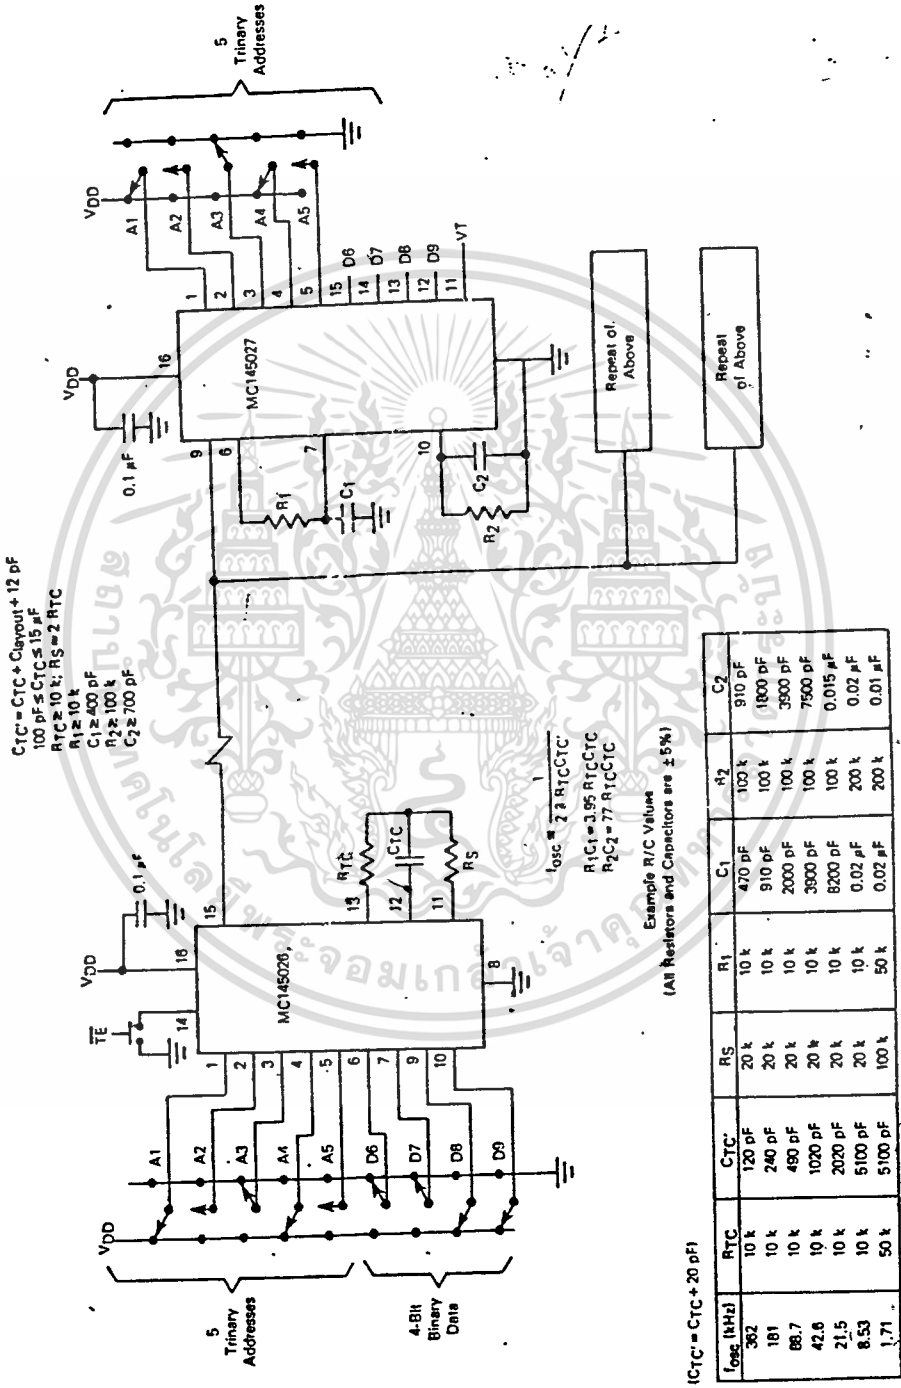 CTC' = CTC + Clayout + 12 pF
100 pF ≤ CTC ≤ 15 µF
RTC ≥ 10 k; RS ≈ 2 RTC
R1 ≥ 10 k
C1 ≥ 400 pF
R2 ≥ 100 k
C2 ≥ 700 pF
VDD
TE
0.1 µF
14
16
MC145026
15
5
Trinary
Addresses
4-Bit
Binary
Data
A1
A2
A3
A4
A5
D6
D7
D8
D9
1
2
3
4
5
6
7
9
10
13
12
11
8
RTC
CTC
RS
VDD
0.1 µF
16
MC145027
9
6
7
10
R1
C1
R2
C2
VDD
A1
A2
A3
A4
A5
1
2
3
4
5
15 D6
14 D7
13 D8
12 D9
11 VT
5
Trinary
Addresses
Repeat of
Above
Repeat
of Above
fosc ≈ 1
2.3 RTCCTC'
R1C1 = 3.95 RTCCTC
R2C2 = 77 RTCCTC
Example R/C Values
(All Resistors and Capacitors are ±5%)
(CTC' = CTC + 20 pF)
fosc (kHz) RTC CTC' RS R1 C1 R2 C2
362 10 k 120 pF 20 k 10 k 470 pF 100 k 910 pF
181 10 k 240 pF 20 k 10 k 910 pF 100 k 1800 pF
88.7 10 k 490 pF 20 k 10 k 2000 pF 100 k 3900 pF
42.6 10 k 1020 pF 20 k 10 k 3900 pF 100 k 7500 pF
21.5 10 k 2020 pF 20 k 10 k 8200 pF 100 k 0.015 µF
8.53 10 k 5100 pF 20 k 10 k 0.02 µF 200 k 0.02 µF
1.71 50 k 5100 pF 100 k 50 k 0.02 µF 200 k 0.01 µF